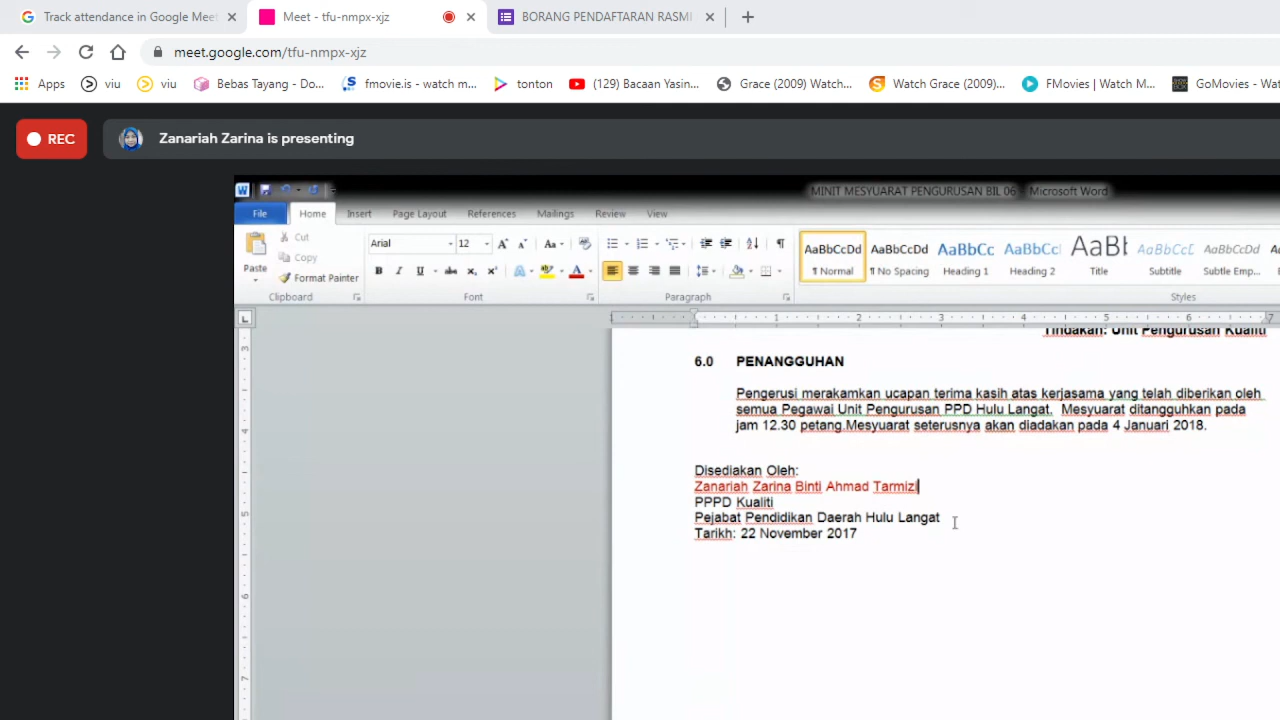 Track attendance in Google Meet
Meet - tfu-nmpx-xjz
BORANG PENDAFTARAN RASMI
meet.google.com/tfu-nmpx-xjz
Apps
viu
viu
Bebas Tayang - Do...
fmovie.is - watch m...
tonton
(129) Bacaan Yasin...
Grace (2009) Watch...
Watch Grace (2009)...
FMovies | Watch M...
GoMovies - Wat
REC
Zanariah Zarina is presenting
MINIT MESYUARAT PENGURUSAN BIL 06 - Microsoft Word
File
Home
Insert
Page Layout
References
Mailings
Review
View
Paste
Cut
Copy
Format Painter
Clipboard
Arial
12
Font
Paragraph
AaBbCcDd
¶ Normal
AaBbCcDd
¶ No Spacing
AaBbCc
Heading 1
AaBbCc
Heading 2
AaBl
Title
AaBbCcD
Subtitle
AaBbCcDd
Subtle Emp...
Styles
Tindakan: Unit Pengurusan Kualiti
6.0 PENANGGUHAN
Pengerusi merakamkan ucapan terima kasih atas kerjasama yang telah diberikan oleh
semua Pegawai Unit Pengurusan PPD Hulu Langat. Mesyuarat ditangguhkan pada
jam 12.30 petang.Mesyuarat seterusnya akan diadakan pada 4 Januari 2018.
Disediakan Oleh:
Zanariah Zarina Binti Ahmad Tarmizi
PPPD Kualiti
Pejabat Pendidikan Daerah Hulu Langat
Tarikh: 22 November 2017